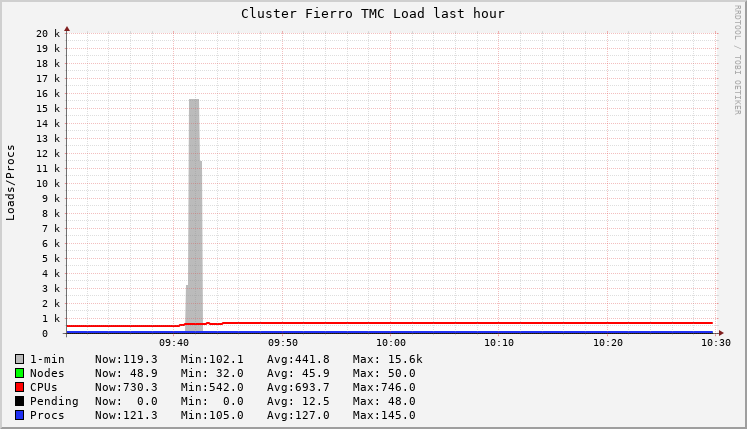 Cluster Fierro TMC Load last hour
RRDTOOL / TOBI OETIKER
Loads/Procs
20 k
19 k
18 k
17 k
16 k
15 k
14 k
13 k
12 k
11 k
10 k
9 k
8 k
7 k
6 k
5 k
4 k
3 k
2 k
1 k
0
09:40 09:50 10:00 10:10 10:20 10:30
1-min Now:119.3 Min:102.1 Avg:441.8 Max: 15.6k
Nodes Now: 48.9 Min: 32.0 Avg: 45.9 Max: 50.0
CPUs Now:730.3 Min:542.0 Avg:693.7 Max:746.0
Pending Now: 0.0 Min: 0.0 Avg: 12.5 Max: 48.0
Procs Now:121.3 Min:105.0 Avg:127.0 Max:145.0